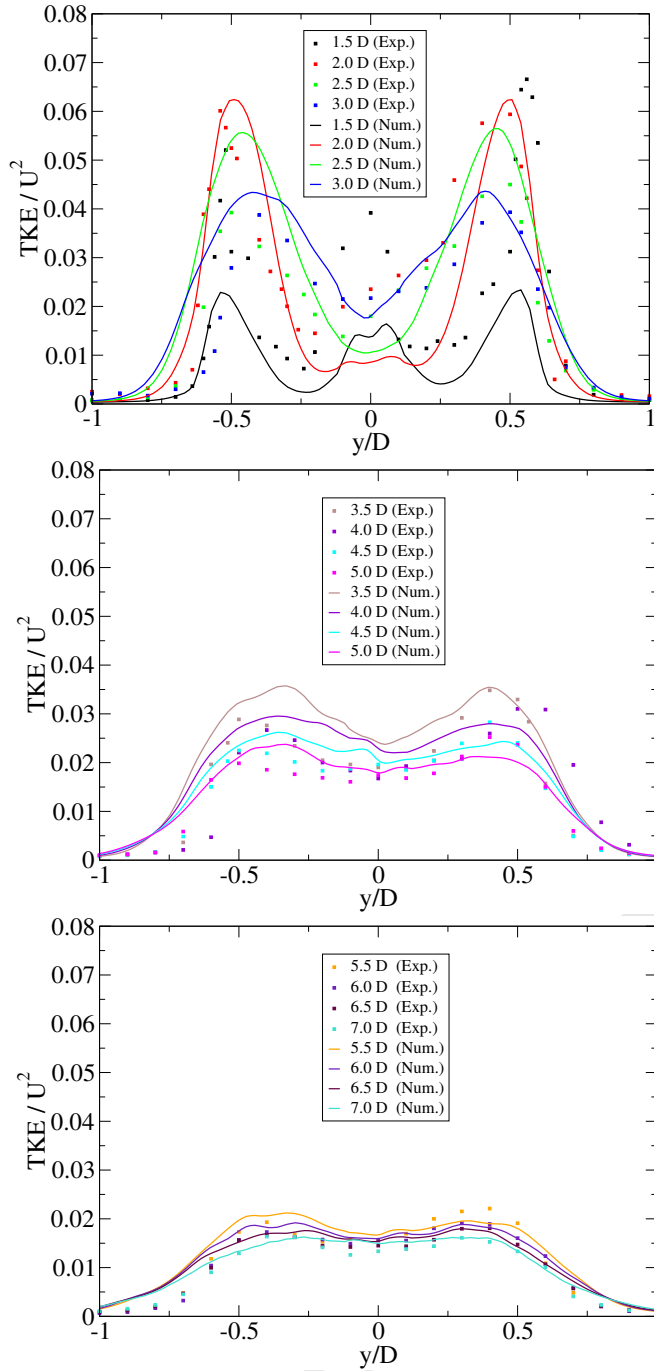 0.08
0.07
0.06
0.05
0.04
0.03
0.02
0.01
0
TKE / U²
1.5 D (Exp.)
2.0 D (Exp.)
2.5 D (Exp.)
3.0 D (Exp.)
1.5 D (Num.)
2.0 D (Num.)
2.5 D (Num.)
3.0 D (Num.)
-1 -0.5 0 0.5 1
y/D
0.08
0.07
0.06
0.05
0.04
0.03
0.02
0.01
0
TKE / U²
3.5 D (Exp.)
4.0 D (Exp.)
4.5 D (Exp.)
5.0 D (Exp.)
3.5 D (Num.)
4.0 D (Num.)
4.5 D (Num.)
5.0 D (Num.)
-1 -0.5 0 0.5
y/D
0.08
0.07
0.06
0.05
0.04
0.03
0.02
0.01
0
TKE / U²
5.5 D (Exp.)
6.0 D (Exp.)
6.5 D (Exp.)
7.0 D (Exp.)
5.5 D (Num.)
6.0 D (Num.)
6.5 D (Num.)
7.0 D (Num.)
-1 -0.5 0 0.5
y/D